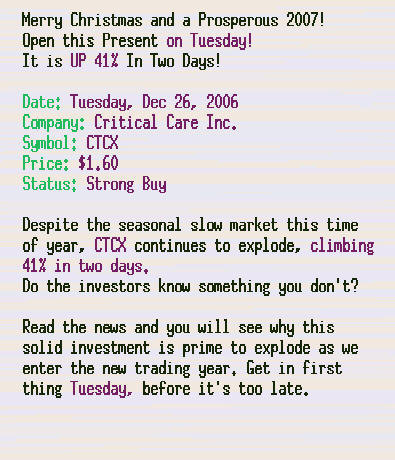 Merry Christmas and a Prosperous 2007!
Open this Present on Tuesday!
It is UP 41% In Two Days!
Date: Tuesday, Dec 26, 2006
Company: Critical Care Inc.
Symbol: CTCX
Price: $1.60
Status: Strong Buy
Despite the seasonal slow market this time
of year, CTCX continues to explode, climbing
41% in two days.
Do the investors know something you don't?
Read the news and you will see why this
solid investment is prime to explode as we
enter the new trading year. Get in first
thing Tuesday, before it's too late.